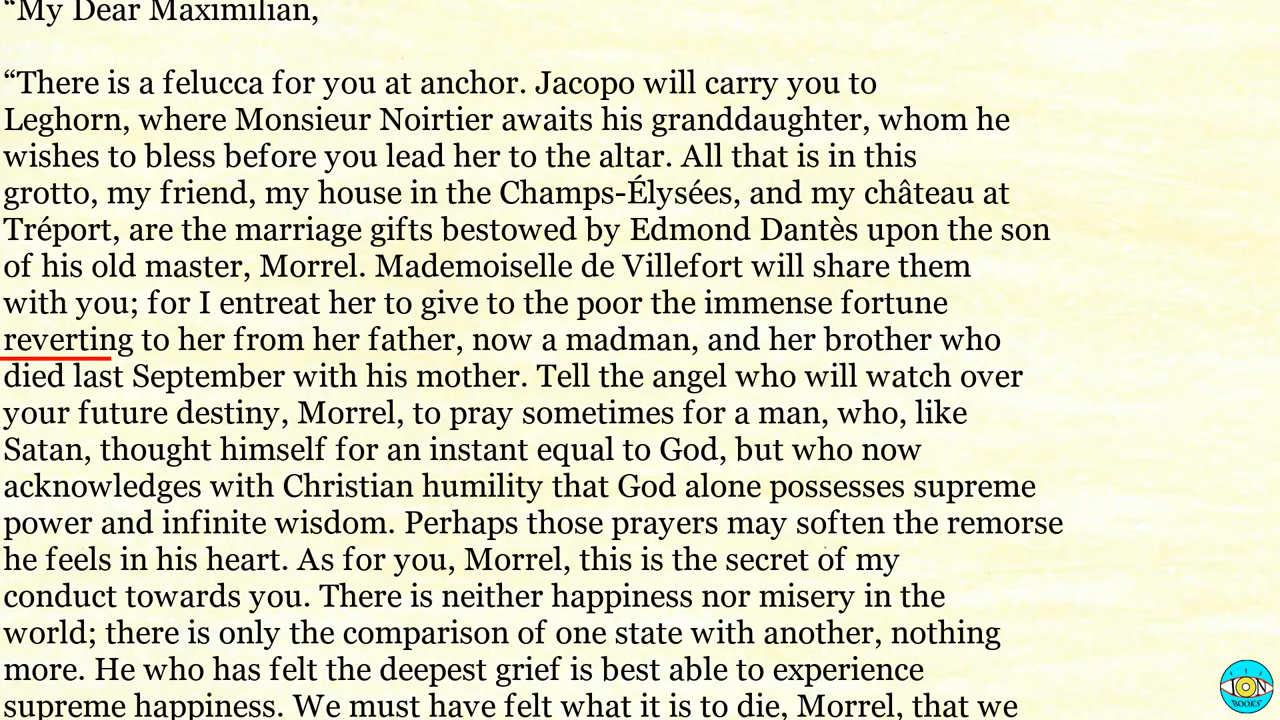 “My Dear Maximilian,
“There is a felucca for you at anchor. Jacopo will carry you to
Leghorn, where Monsieur Noirtier awaits his granddaughter, whom he
wishes to bless before you lead her to the altar. All that is in this
grotto, my friend, my house in the Champs-Élysées, and my château at
Tréport, are the marriage gifts bestowed by Edmond Dantès upon the son
of his old master, Morrel. Mademoiselle de Villefort will share them
with you; for I entreat her to give to the poor the immense fortune
reverting to her from her father, now a madman, and her brother who
died last September with his mother. Tell the angel who will watch over
your future destiny, Morrel, to pray sometimes for a man, who, like
Satan, thought himself for an instant equal to God, but who now
acknowledges with Christian humility that God alone possesses supreme
power and infinite wisdom. Perhaps those prayers may soften the remorse
he feels in his heart. As for you, Morrel, this is the secret of my
conduct towards you. There is neither happiness nor misery in the
world; there is only the comparison of one state with another, nothing
more. He who has felt the deepest grief is best able to experience
supreme happiness. We must have felt what it is to die, Morrel, that we
ION
BOOKS